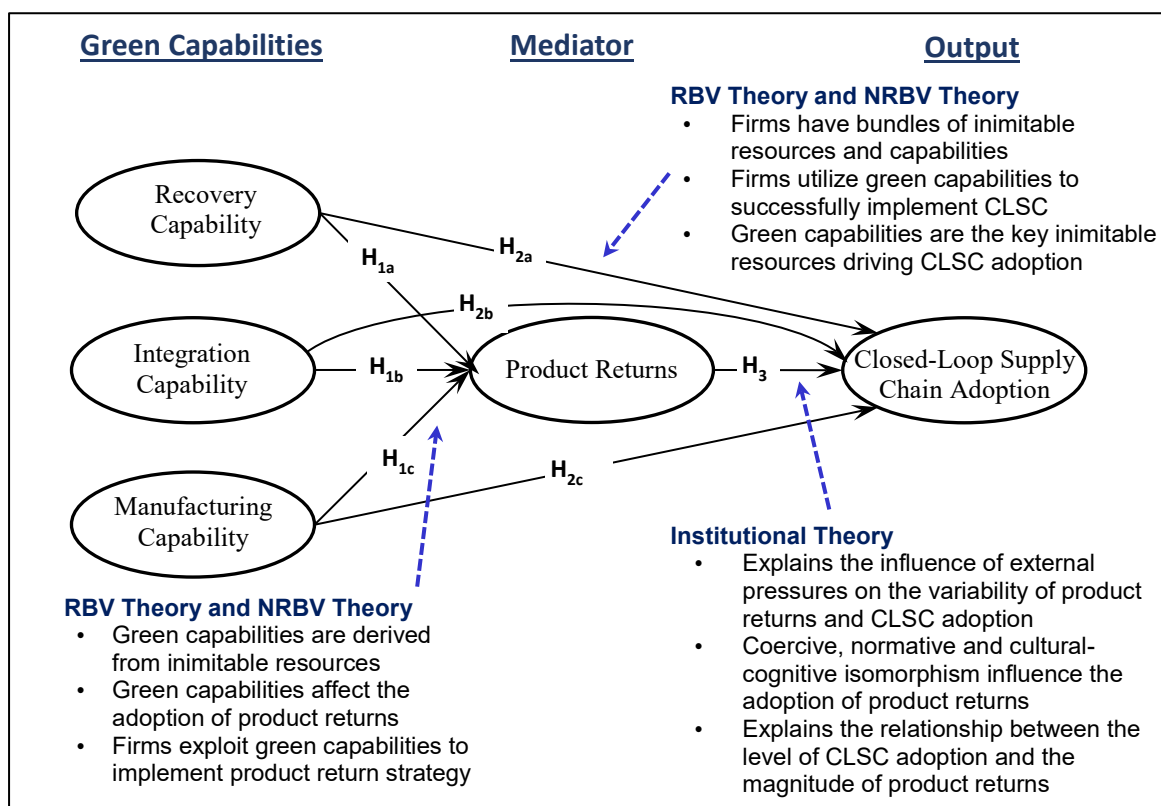 Green Capabilities
Mediator
Output
RBV Theory and NRBV Theory
• Firms have bundles of inimitable
resources and capabilities
• Firms utilize green capabilities to
successfully implement CLSC
• Green capabilities are the key inimitable
resources driving CLSC adoption
Recovery
Capability
H1a
H2a
H2b
Integration
Capability
H1b
Product Returns
H3
Closed-Loop Supply
Chain Adoption
H1c
H2c
Manufacturing
Capability
RBV Theory and NRBV Theory
• Green capabilities are derived
from inimitable resources
• Green capabilities affect the
adoption of product returns
• Firms exploit green capabilities to
implement product return strategy
Institutional Theory
• Explains the influence of external
pressures on the variability of product
returns and CLSC adoption
• Coercive, normative and cultural-
cognitive isomorphism influence the
adoption of product returns
• Explains the relationship between the
level of CLSC adoption and the
magnitude of product returns